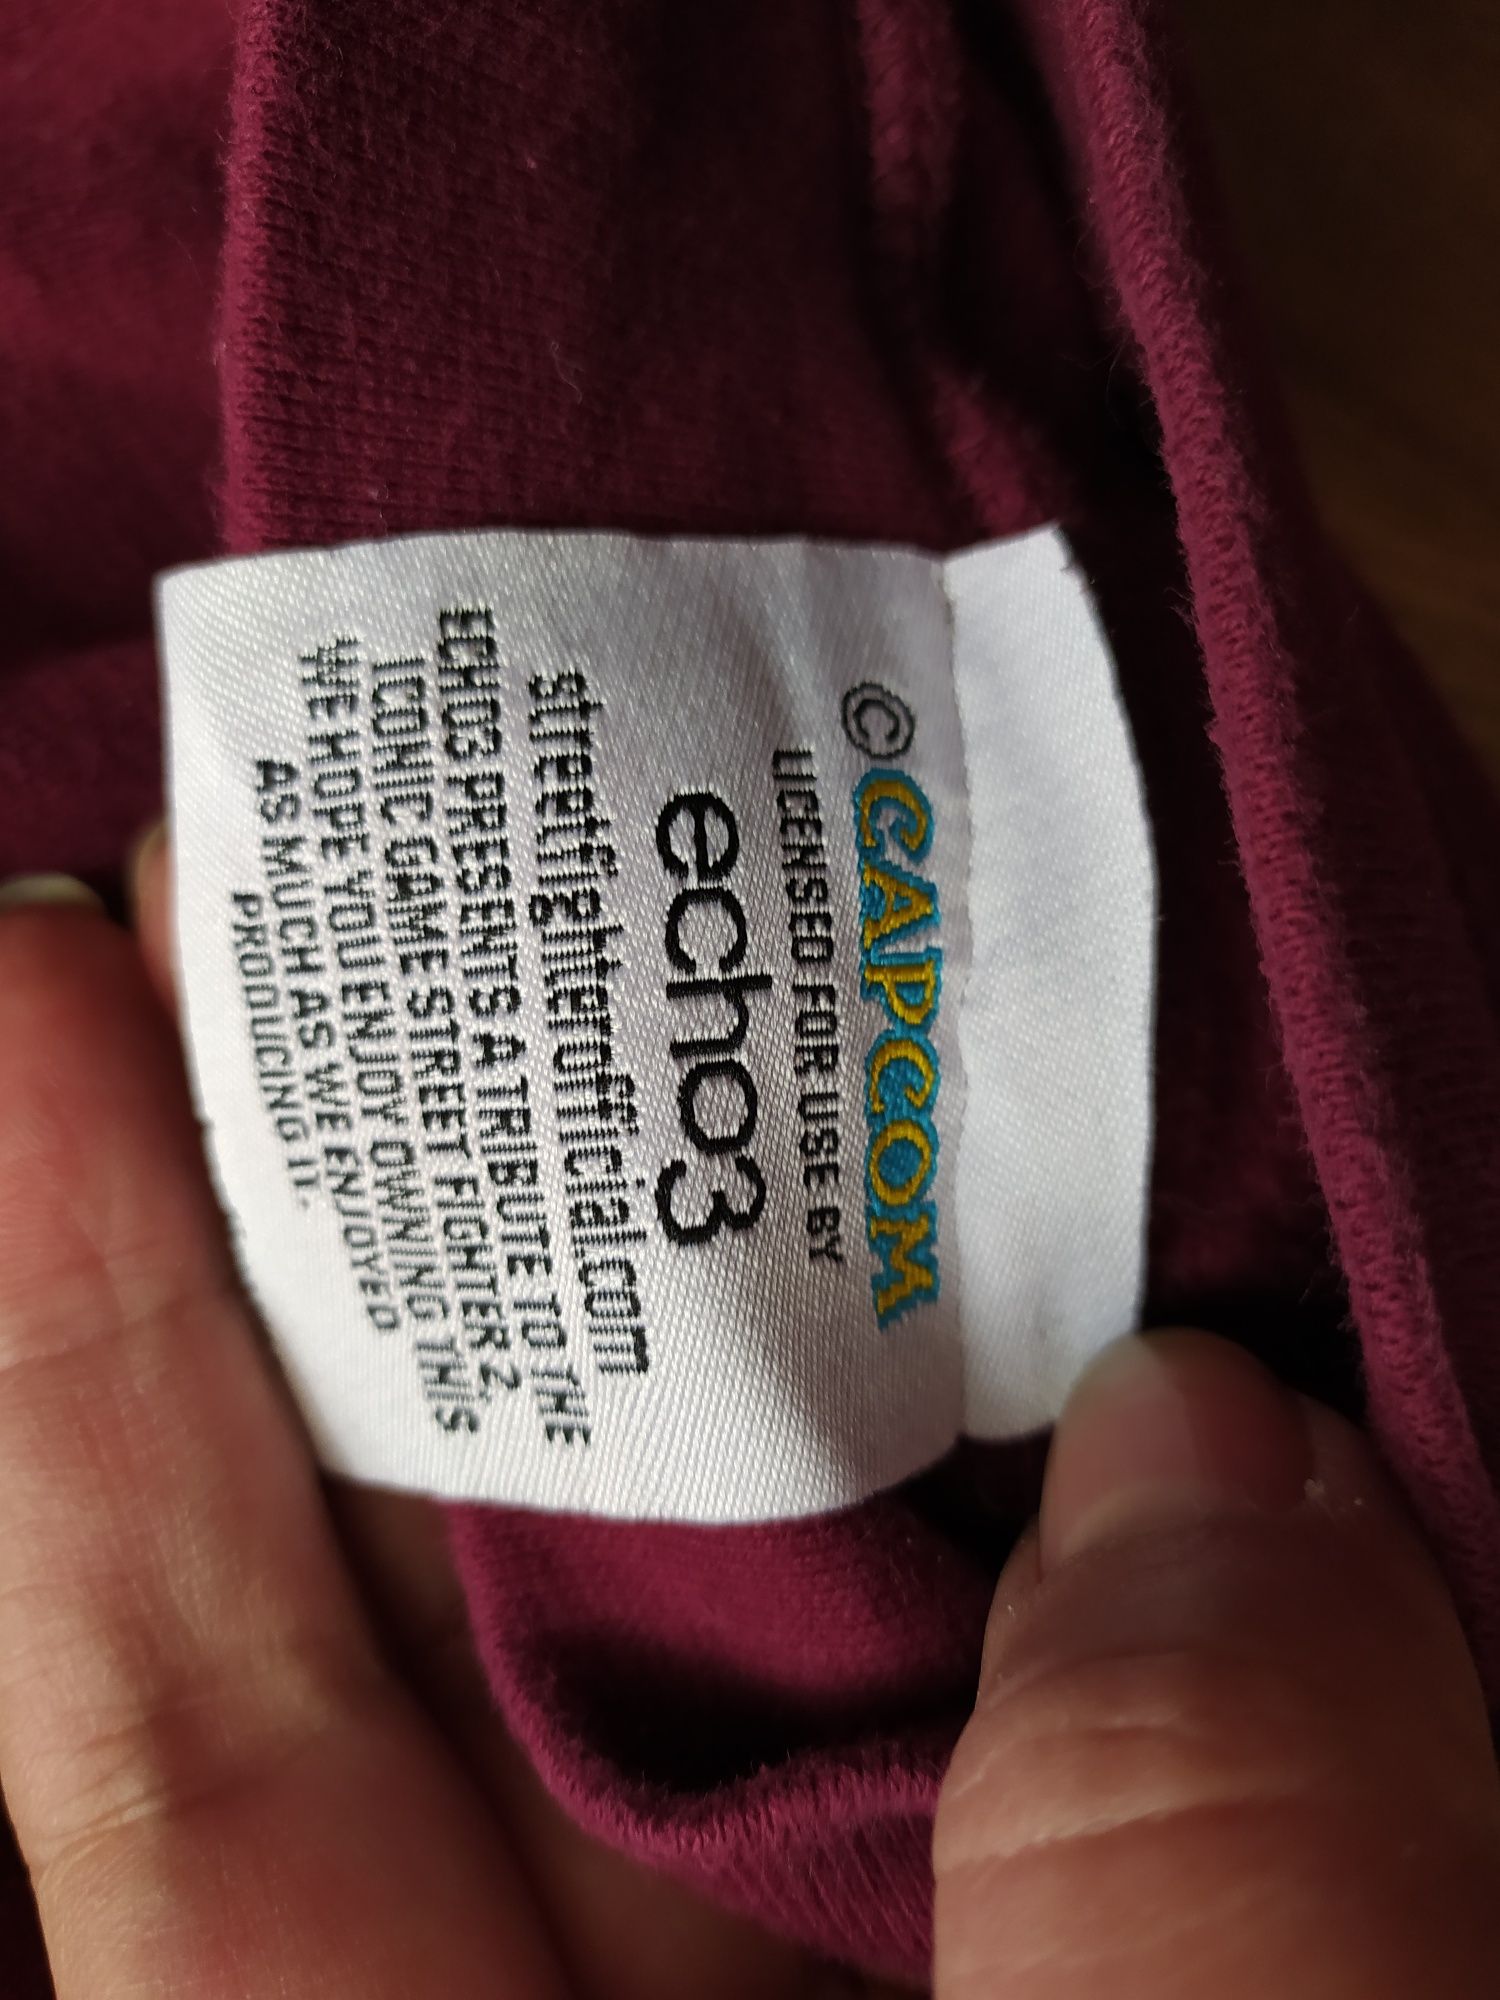 ©CAPCOM
LICENSED FOR USE BY
echo3
streetfighterofficial.com
ECHO3 PRESENTS A TRIBUTE TO THE
ICONIC GAME STREET FIGHTER 2.
WE HOPE YOU ENJOY OWNING THIS
AS MUCH AS WE ENJOYED
PRODUCING IT.